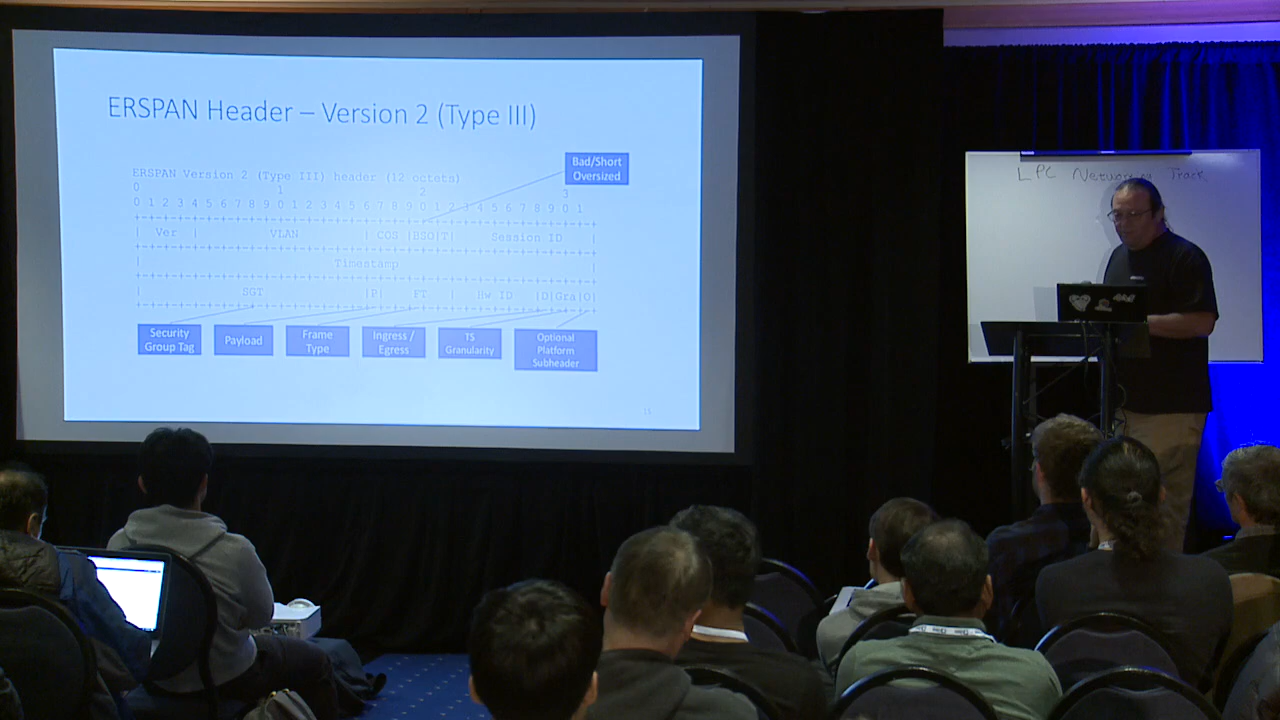 ERSPAN Header – Version 2 (Type III)
Bad/Short
Oversized
ERSPAN Version 2 (Type III) header (12 octets)
0 1 2 3
0 1 2 3 4 5 6 7 8 9 0 1 2 3 4 5 6 7 8 9 0 1 2 3 4 5 6 7 8 9 0 1
+-+-+-+-+-+-+-+-+-+-+-+-+-+-+-+-+-+-+-+-+-+-+-+-+-+-+-+-+-+-+-+-+
| Ver | VLAN | COS |BSO|T| Session ID |
+-+-+-+-+-+-+-+-+-+-+-+-+-+-+-+-+-+-+-+-+-+-+-+-+-+-+-+-+-+-+-+-+
| Timestamp |
+-+-+-+-+-+-+-+-+-+-+-+-+-+-+-+-+-+-+-+-+-+-+-+-+-+-+-+-+-+-+-+-+
| SGT |P| FT | Hw ID |D|Gra|O|
+-+-+-+-+-+-+-+-+-+-+-+-+-+-+-+-+-+-+-+-+-+-+-+-+-+-+-+-+-+-+-+-+
Security
Group Tag
Payload
Frame
Type
Ingress /
Egress
TS
Granularity
Optional
Platform
Subheader
15
LPC Networking Track